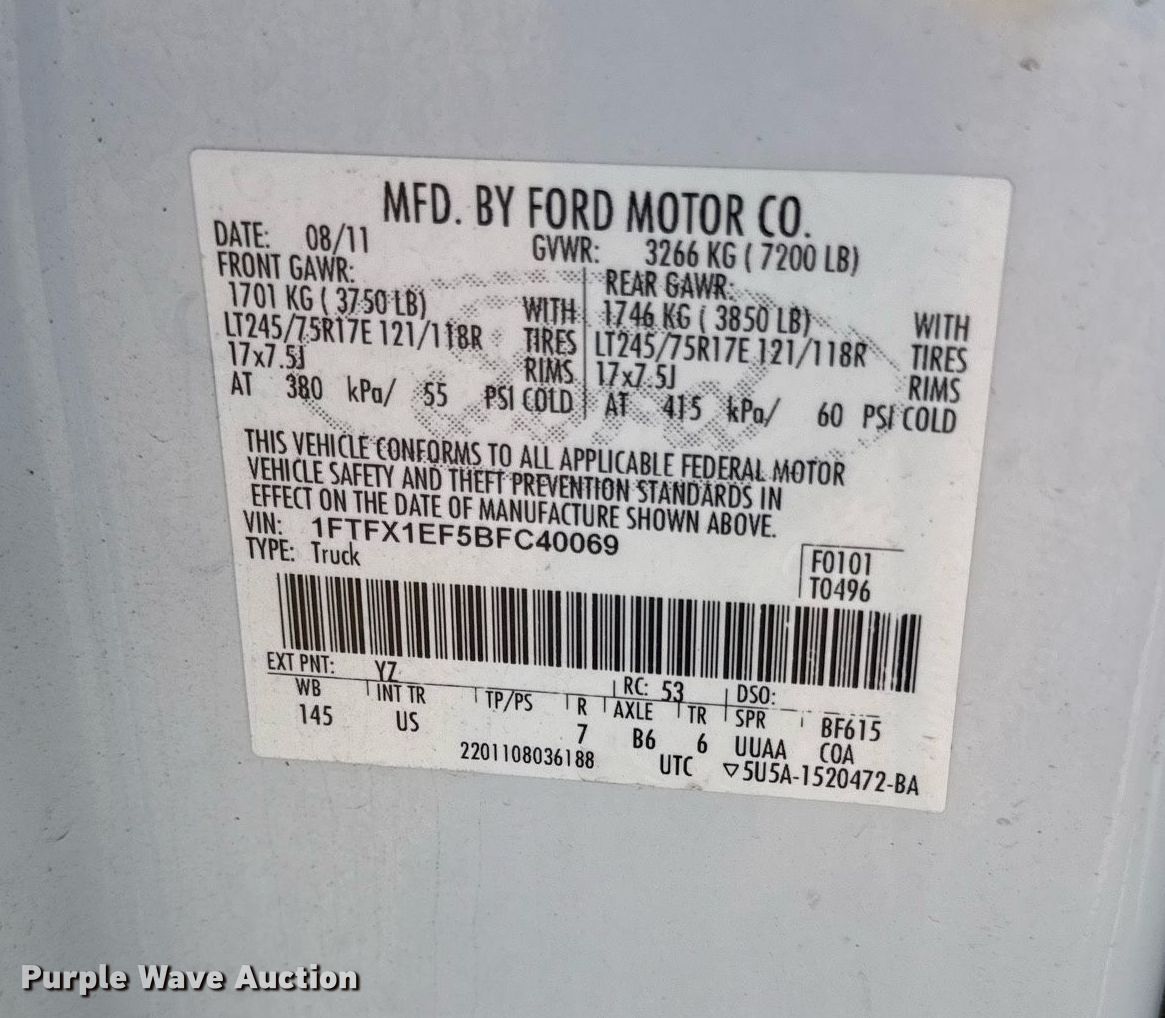 MFD. BY FORD MOTOR CO.
DATE: 08/11 GVWR: 3266 KG ( 7200 LB)
FRONT GAWR: REAR GAWR:
1701 KG ( 3750 LB) WITH 1746 KG ( 3850 LB) WITH
LT245/75R17E 121/118R TIRES LT245/75R17E 121/118R TIRES
17x7.5J RIMS 17x7.5J RIMS
AT 380 kPa/ 55 PSI COLD AT 415 kPa/ 60 PSI COLD
THIS VEHICLE CONFORMS TO ALL APPLICABLE FEDERAL MOTOR
VEHICLE SAFETY AND THEFT PREVENTION STANDARDS IN
EFFECT ON THE DATE OF MANUFACTURE SHOWN ABOVE.
VIN: 1FTFX1EF5BFC40069
TYPE: Truck
F0101
T0496
EXT PNT: YZ RC: 53 DSO:
WB INT TR TP/PS R AXLE TR SPR BF615
145 US 7 B6 6 UUAA COA
2201108036188 UTC ▽5U5A-1520472-BA
Purple Wave Auction